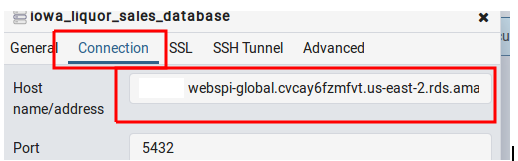 iowa_liquor_sales_database
General Connection SSL SSH Tunnel Advanced
Host name/address
webspi-global.cvcay6fzmfvt.us-east-2.rds.ama
Port
5432